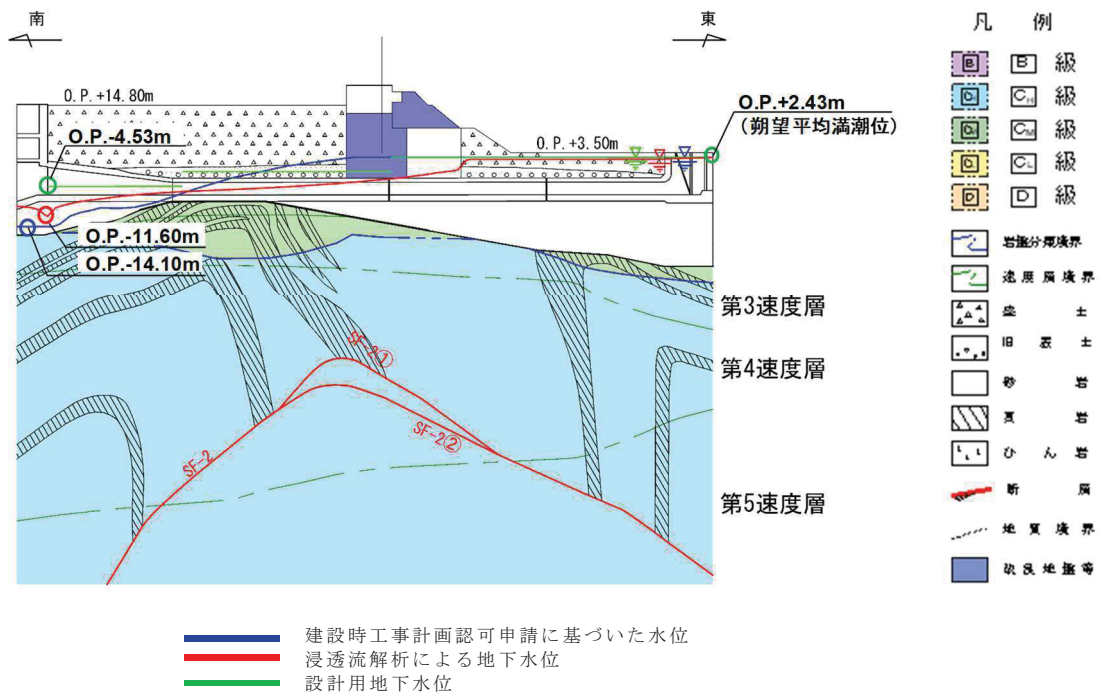 南
東
O.P.+14.80m
O.P.-4.53m
O.P.+3.50m
O.P.+2.43m
(朔望平均満潮位)
O.P.-11.60m
O.P.-14.10m
第3速度層
SF-2①
第4速度層
SF-2②
SF-2
第5速度層
凡 例
B B 級
CH 級
CM 級
CL 級
D D 級
岩盤分類境界
速度層境界
盛 土
旧 表 土
砂 岩
頁 岩
ひ ん 岩
断 層
地 質 境 界
改良地盤等
建設時工事計画認可申請に基づいた水位
浸透流解析による地下水位
設計用地下水位